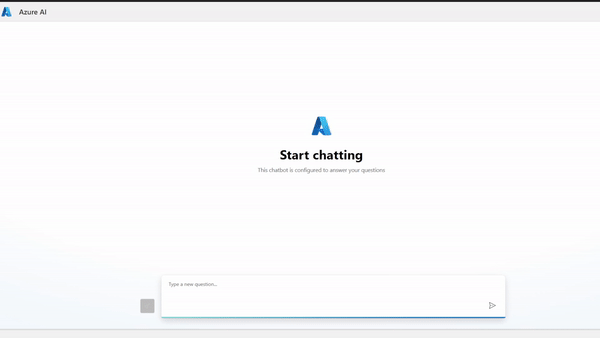 Azure AI
Start chatting
This chatbot is configured to answer your questions
Type a new question...